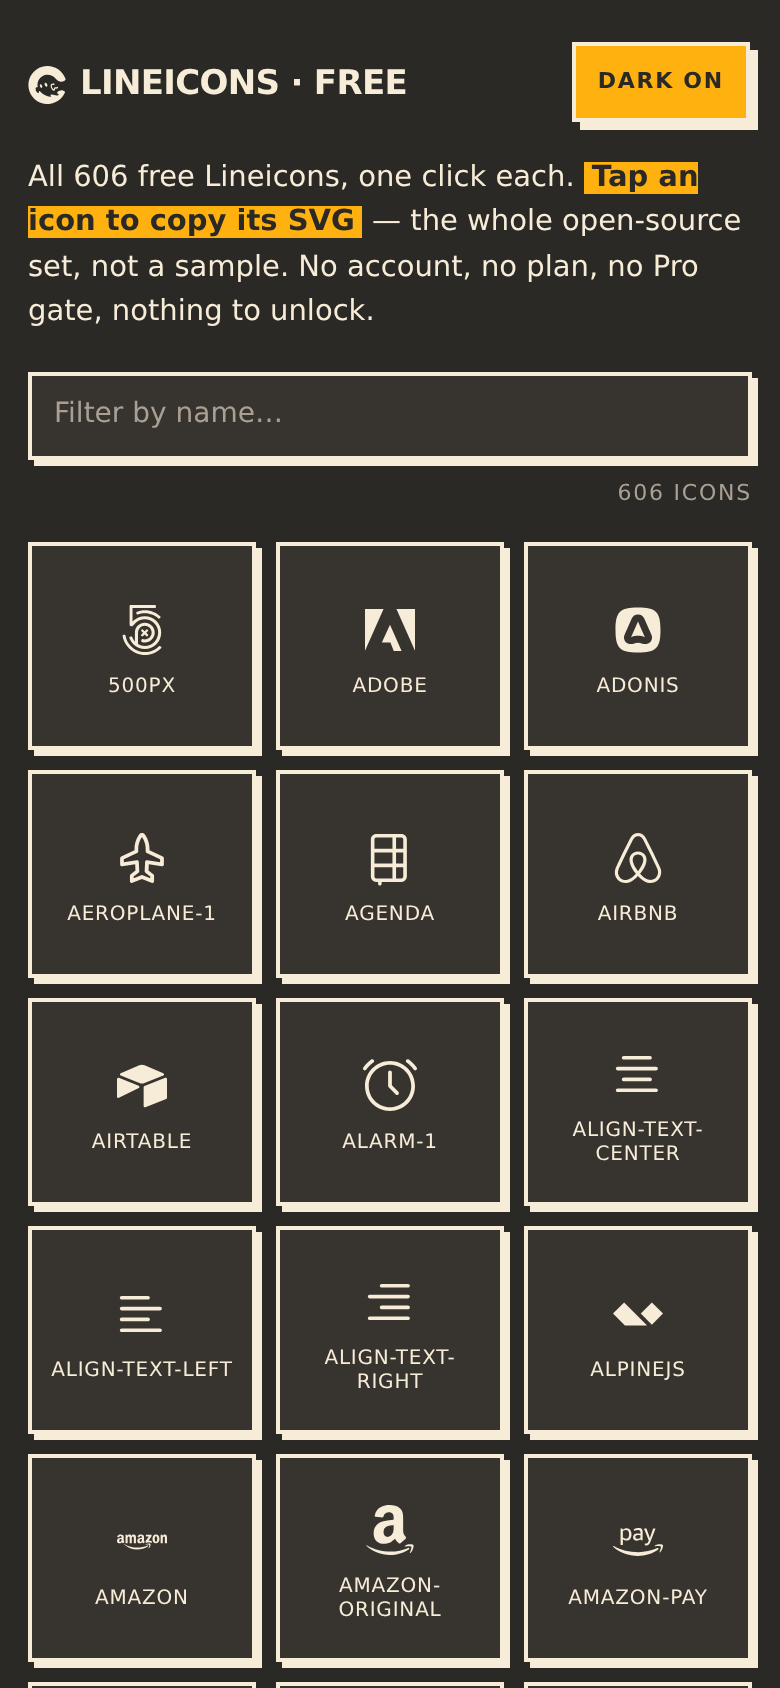 LINEICONS · FREE
DARK ON
All 606 free Lineicons, one click each. Tap an
icon to copy its SVG — the whole open-source
set, not a sample. No account, no plan, no Pro
gate, nothing to unlock.
Filter by name...
606 ICONS
500PX
ADOBE
ADONIS
AEROPLANE-1
AGENDA
AIRBNB
AIRTABLE
ALARM-1
ALIGN-TEXT-
CENTER
ALIGN-TEXT-LEFT
ALIGN-TEXT-
RIGHT
ALPINEJS
amazon
AMAZON
a
AMAZON-
ORIGINAL
pay
AMAZON-PAY